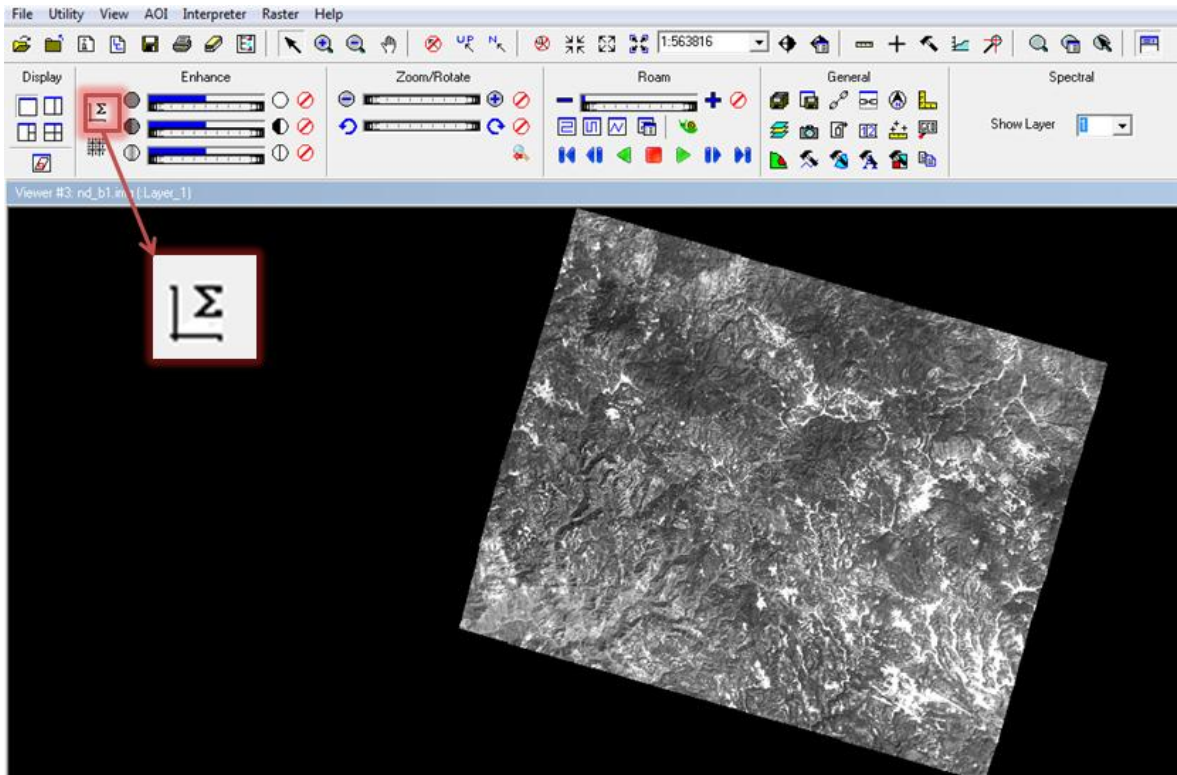 File Utility View AOI Interpreter Raster Help
1:563816
Display Enhance Zoom/Rotate Roam General Spectral
Σ
Show Layer 1
Viewer #3: nd_b1.img (:Layer_1)
Σ